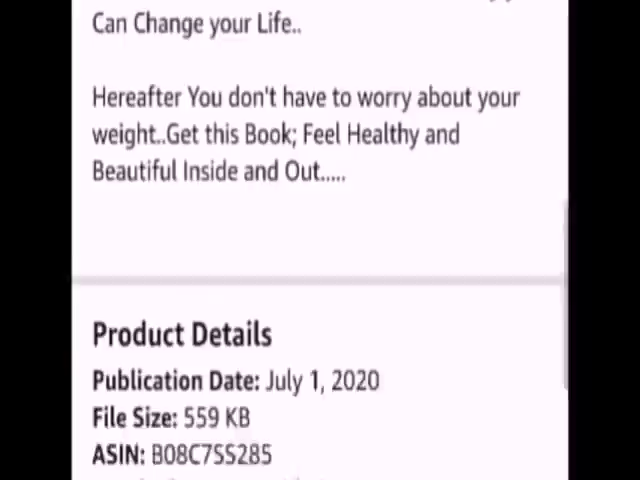 Can Change your Life..
Hereafter You don't have to worry about your
weight..Get this Book; Feel Healthy and
Beautiful Inside and Out.....
Product Details
Publication Date: July 1, 2020
File Size: 559 KB
ASIN: B08C7SS285